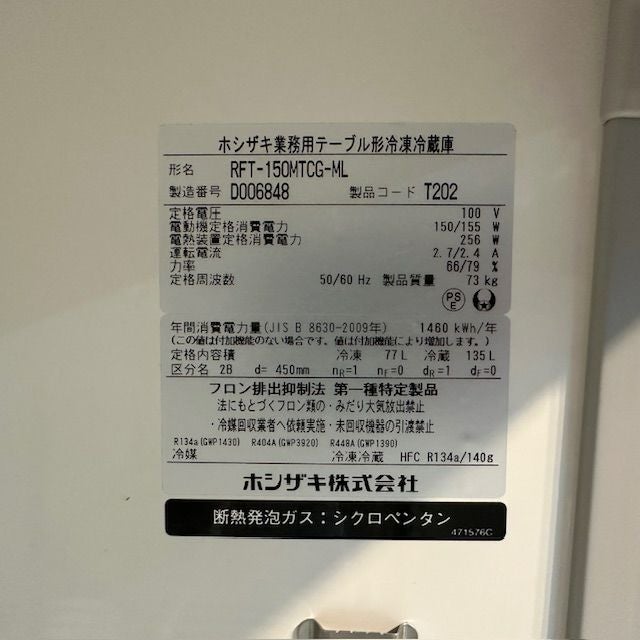 ホシザキ業務用テーブル形冷凍冷蔵庫
形名 RFT-150MTCG-ML
製造番号 D006848 製品コード T202
定格電圧 100 V
電動機定格消費電力 150/155 W
電熱装置定格消費電力 256 W
運転電流 2.7/2.4 A
力率 66/79 %
定格周波数 50/60 Hz 製品質量 73 kg
PS
E
年間消費電力量(JIS B 8630-2009年) 1460 kWh/年
(この値は付加機能のない場合です。値は付加機能により増加します。)
定格内容積 冷凍 77L 冷蔵 135L
区分名 2B d= 450mm nR=1 nF=0 dR=1 dF=0
フロン排出抑制法 第一種特定製品
・法にもとづくフロン類の・みだり大気放出禁止
・冷媒回収業者へ依頼実施・未回収機器の引渡禁止
R134a(GWP1430) R404A(GWP3920) R448A(GWP1390)
冷媒 冷凍冷蔵 HFC R134a/140g
ホシザキ株式会社
断熱発泡ガス：シクロペンタン
471576C